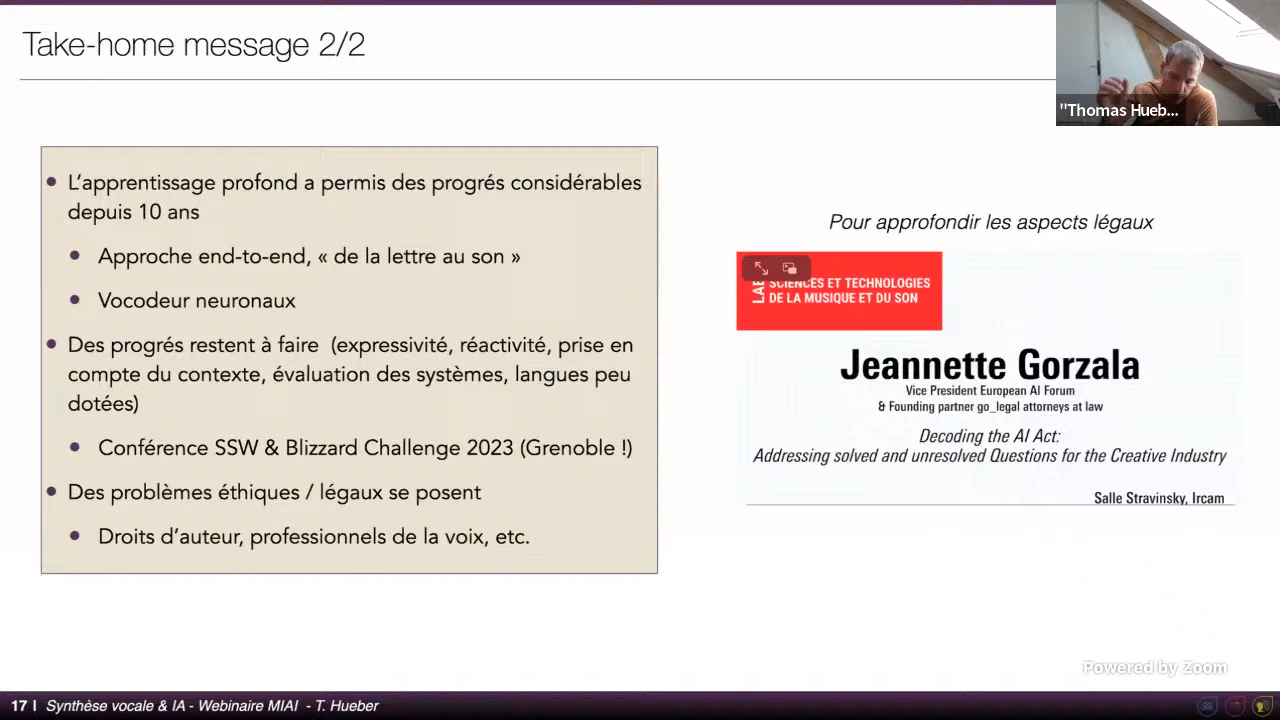 Take-home message 2/2
"Thomas Hueb...
L'apprentissage profond a permis des progrés considérables
depuis 10 ans
Approche end-to-end, « de la lettre au son »
Vocodeur neuronaux
Des progrés restent à faire (expressivité, réactivité, prise en
compte du contexte, évaluation des systèmes, langues peu
dotées)
Conférence SSW & Blizzard Challenge 2023 (Grenoble !)
Des problèmes éthiques / légaux se posent
Droits d'auteur, professionnels de la voix, etc.
Pour approfondir les aspects légaux
LAB
SCIENCES ET TECHNOLOGIES
DE LA MUSIQUE ET DU SON
Jeannette Gorzala
Vice President European AI Forum
& Founding partner go_legal attorneys at law
Decoding the AI Act:
Addressing solved and unresolved Questions for the Creative Industry
Salle Stravinsky, Ircam
Powered by Zoom
17 | Synthèse vocale & IA - Webinaire MIAI - T. Hueber